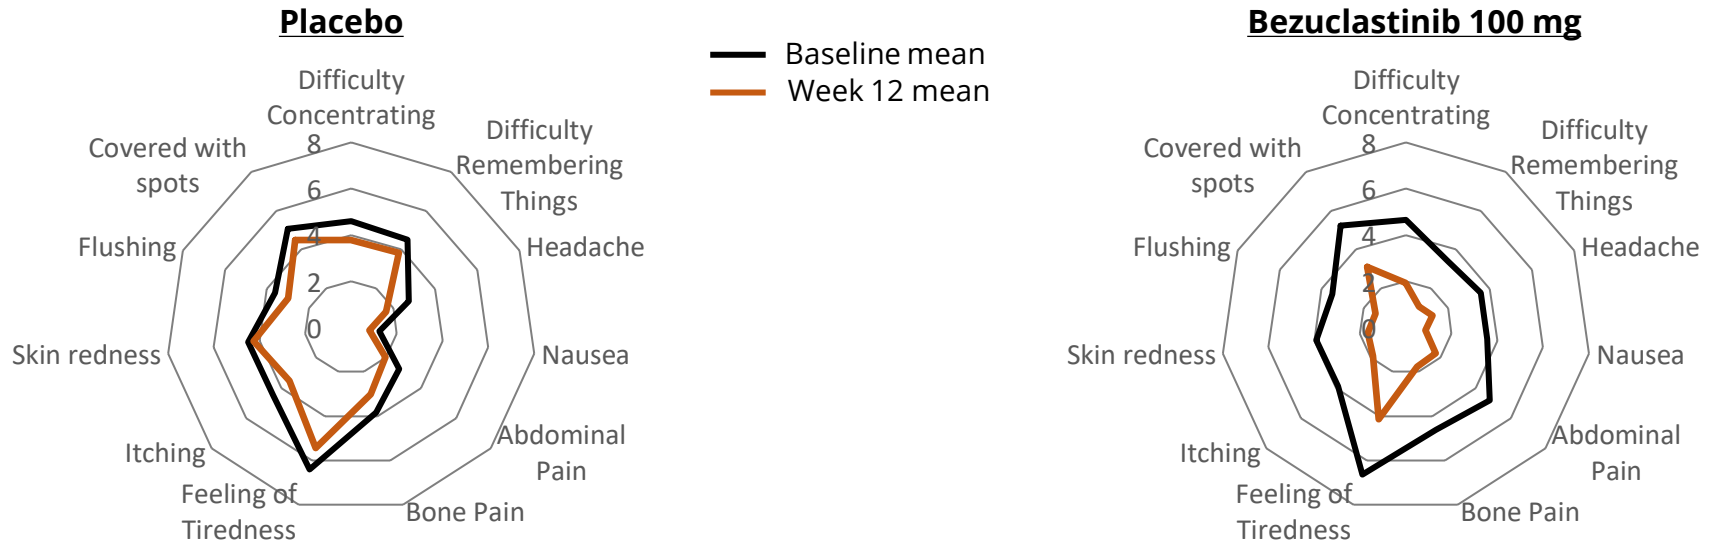 Placebo
Baseline mean
Week 12 mean
Bezuclastinib 100 mg
Difficulty
Concentrating
Difficulty
Remembering
Things
Headache
Nausea
Abdominal
Pain
Bone Pain
Feeling of
Tiredness
Itching
Skin redness
Flushing
Covered with
spots
8
6
4
2
0
Difficulty
Concentrating
Difficulty
Remembering
Things
Headache
Nausea
Abdominal
Pain
Bone Pain
Feeling of
Tiredness
Itching
Skin redness
Flushing
Covered with
spots
8
6
4
2
0